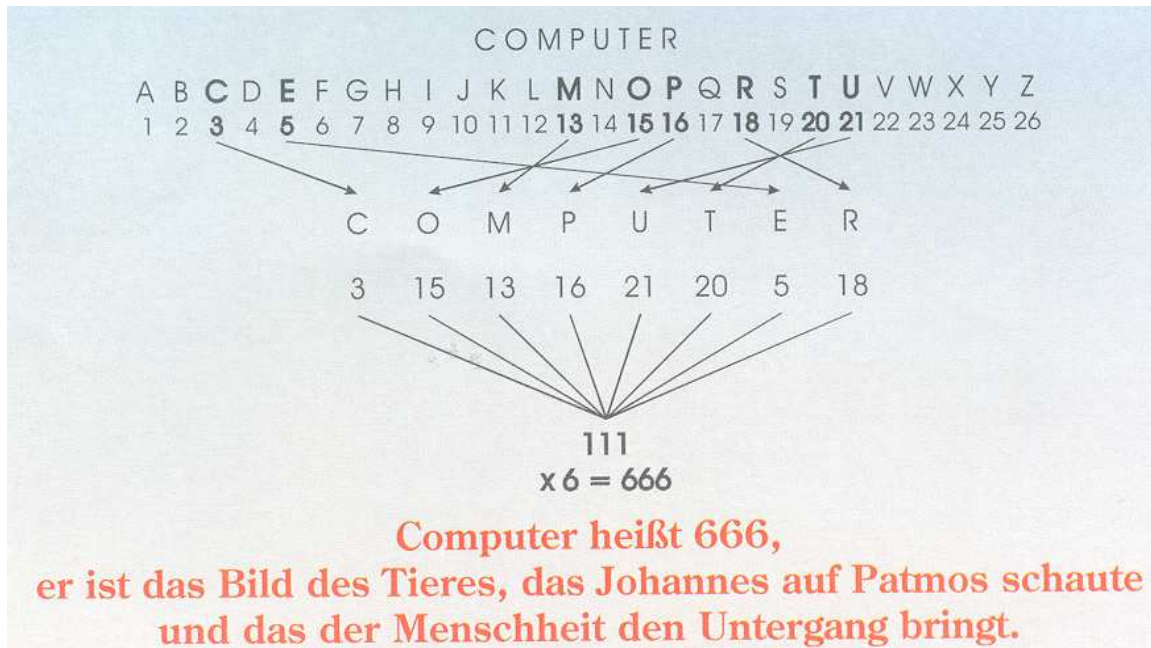 COMPUTER
A B C D E F G H I J K L M N O P Q R S T U V W X Y Z
1 2 3 4 5 6 7 8 9 10 11 12 13 14 15 16 17 18 19 20 21 22 23 24 25 26
C O M P U T E R
3 15 13 16 21 20 5 18
111
x 6 = 666
Computer heißt 666,
er ist das Bild des Tieres, das Johannes auf Patmos schaute
und das der Menschheit den Untergang bringt.